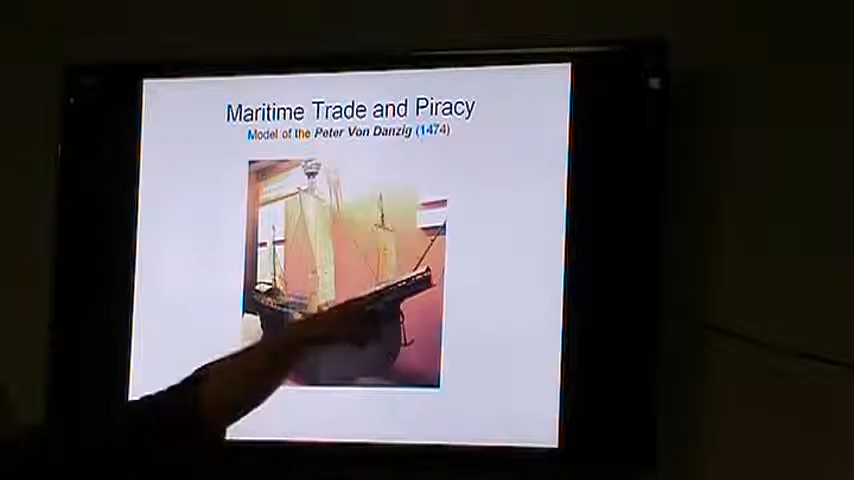 Maritime Trade and Piracy
Model of the Peter Von Danzig (1474)